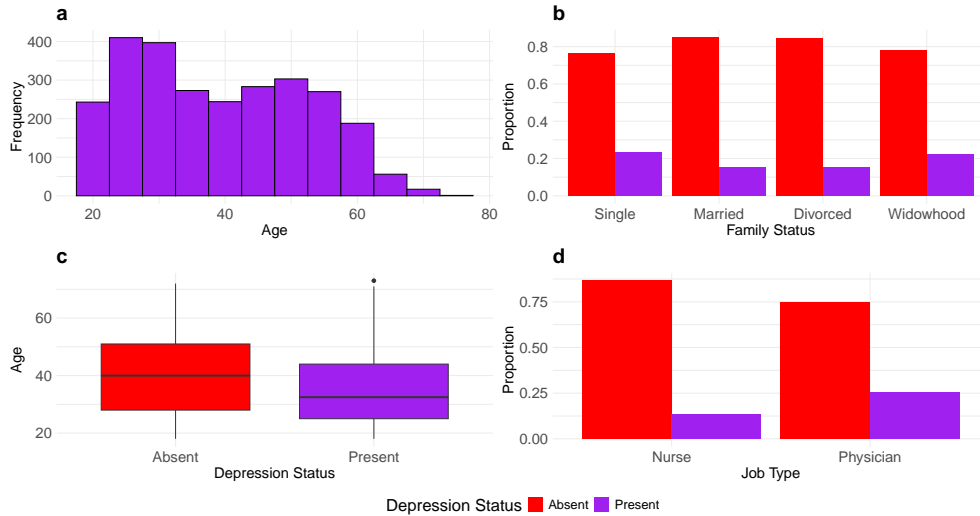 a
Frequency
400
300
200
100
0
20 40 60 80
Age
b
Proportion
0.8
0.6
0.4
0.2
0.0
Single Married Divorced Widowhood
Family Status
c
Age
60
40
20
Absent Present
Depression Status
d
Proportion
0.75
0.50
0.25
0.00
Nurse Physician
Job Type
Depression Status Absent Present